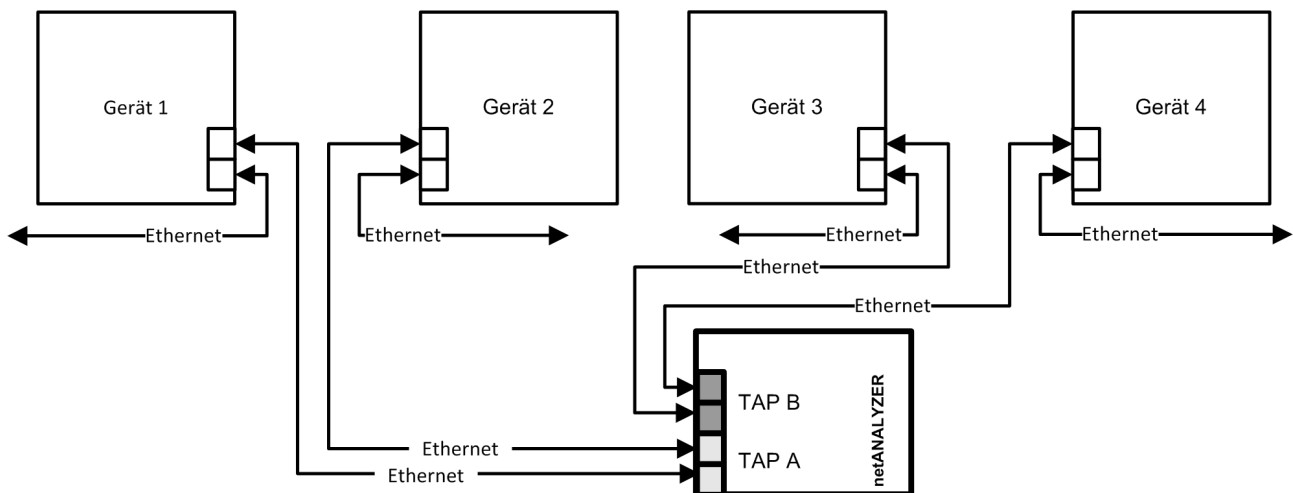 Gerät 1
Gerät 2
Gerät 3
Gerät 4
Ethernet
Ethernet
Ethernet
Ethernet
Ethernet
Ethernet
TAP B
netANALYZER
Ethernet
TAP A
Ethernet